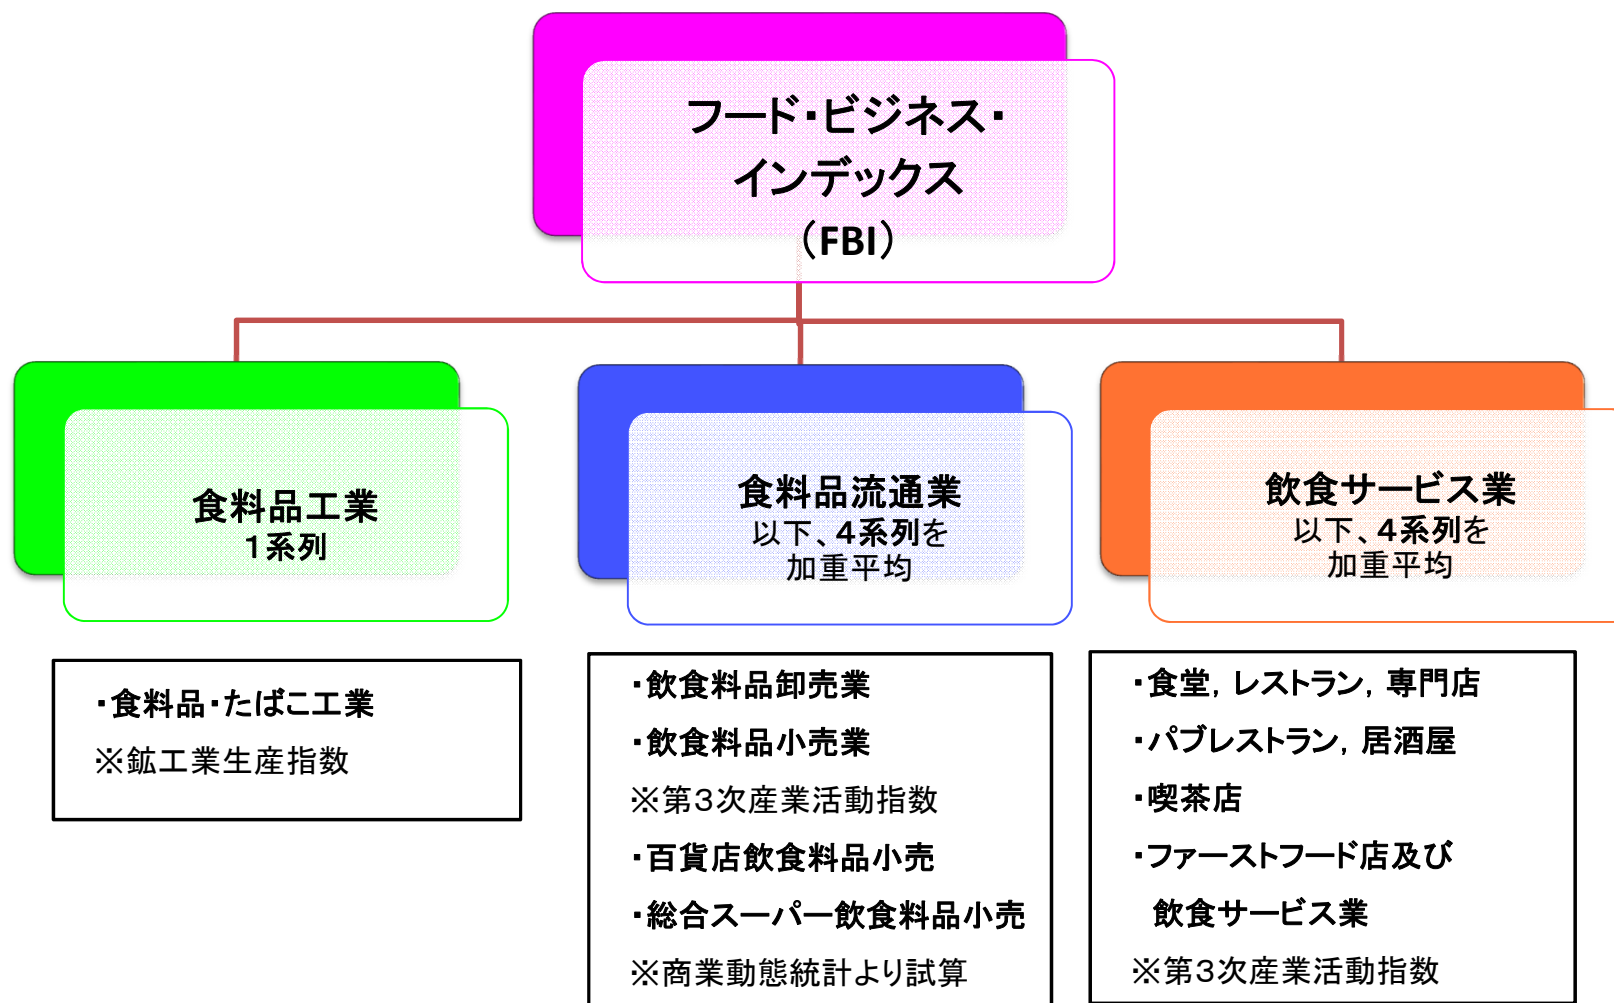 フード・ビジネス・
インデックス
（FBI）
食料品工業
１系列
食料品流通業
以下、４系列を
加重平均
飲食サービス業
以下、４系列を
加重平均
・食料品・たばこ工業
※鉱工業生産指数
・飲食料品卸売業
・飲食料品小売業
※第３次産業活動指数
・百貨店飲食料品小売
・総合スーパー飲食料品小売
※商業動態統計より試算
・食堂，レストラン，専門店
・パブレストラン，居酒屋
・喫茶店
・ファーストフード店及び
飲食サービス業
※第３次産業活動指数